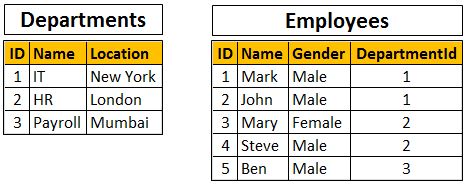 Departments
ID Name Location
1 IT New York
2 HR London
3 Payroll Mumbai
Employees
ID Name Gender DepartmentId
1 Mark Male 1
2 John Male 1
3 Mary Female 2
4 Steve Male 2
5 Ben Male 3